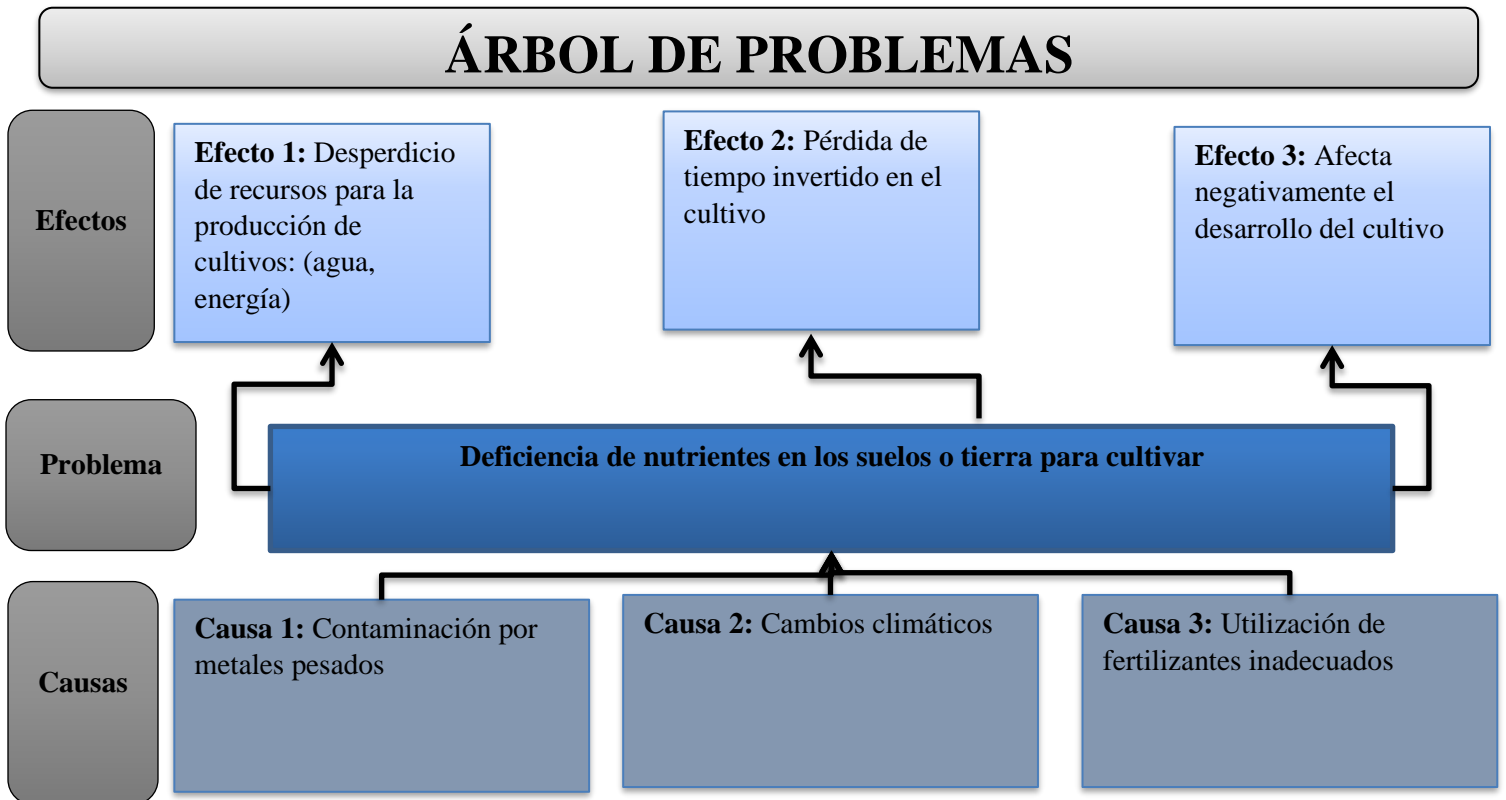 ÁRBOL DE PROBLEMAS
Efectos
Efecto 1: Desperdicio
de recursos para la
producción de
cultivos: (agua,
energía)
Efecto 2: Pérdida de
tiempo invertido en el
cultivo
Efecto 3: Afecta
negativamente el
desarrollo del cultivo
Problema
Deficiencia de nutrientes en los suelos o tierra para cultivar
Causas
Causa 1: Contaminación por
metales pesados
Causa 2: Cambios climáticos
Causa 3: Utilización de
fertilizantes inadecuados